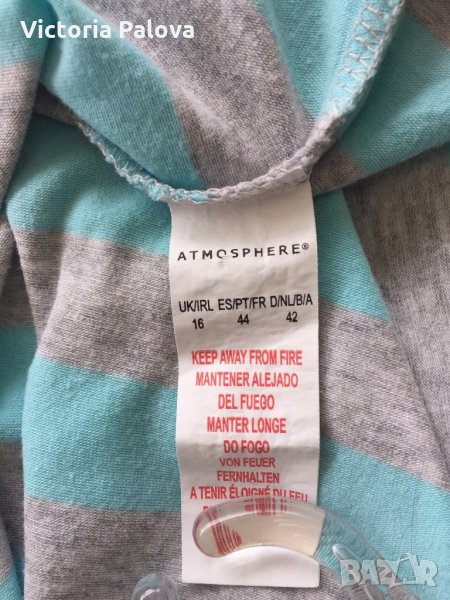 Victoria Palova
ATMOSPHERE®
UK/IRL ES/PT/FR D/NL/B/A
16 44 42
KEEP AWAY FROM FIRE
MANTENER ALEJADO
DEL FUEGO
MANTER LONGE
DO FOGO
VON FEUER
FERNHALTEN
A TENIR ÉLOIGNÉ DU FEU
BAZAR